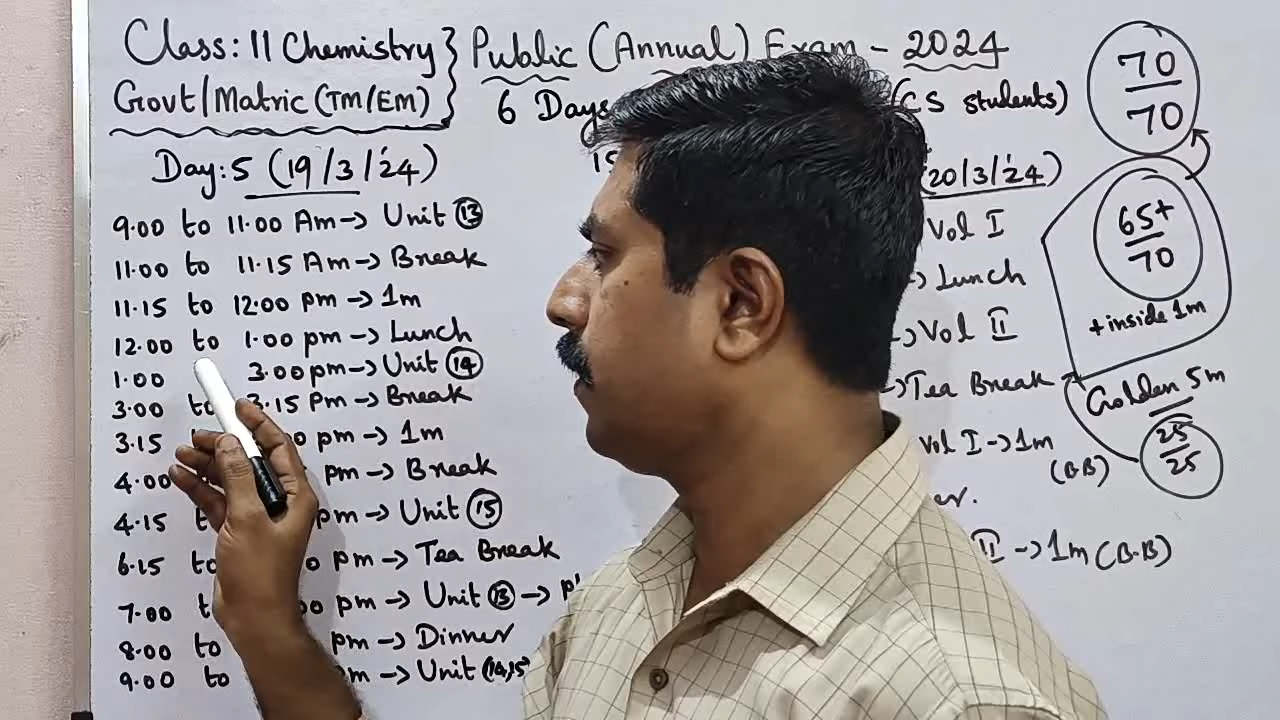 Class: 11 Chemistry } Public (Annual) Exam - 2024
Govt/Matric (TM/EM) 6 Days (CS students)
Day: 5 (19/3/'24)
9.00 to 11.00 Am → Unit ⑬
11.00 to 11.15 Am → Break
11.15 to 12.00 pm → 1m
12.00 to 1.00 pm → Lunch
1.00 3.00 pm → Unit ⑭
3.00 to 3.15 Pm → Break
3.15 pm → 1m
4.00 pm → Break
4.15 pm → Unit ⑮
6.15 to pm → Tea Break
7.00 pm → Unit ⑬ →
8.00 to pm → Dinner
9.00 to pm → Unit (14,15)
(20/3/'24)
Vol I
→ Lunch
→ Vol II
→ Tea Break
Vol I → 1m
(B.B)
II → 1m (B.B)
70/70
65+/70
+ inside 1m
Golden 5m
25/25